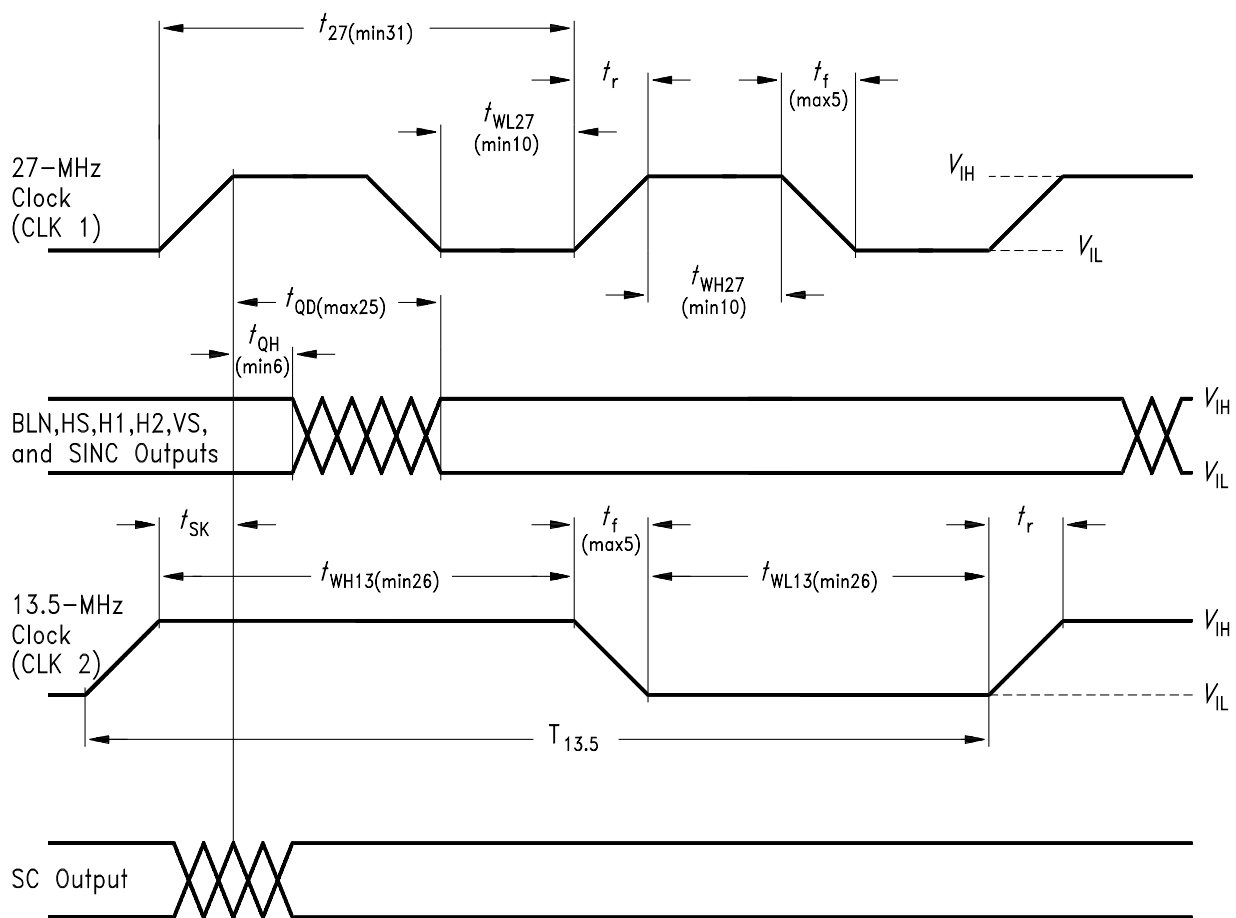 t27(min31)
tr
tf
(max5)
tWL27
(min10)
27-MHz
Clock
(CLK 1)
VIH
VIL
tWH27
(min10)
tQD(max25)
tQH
(min6)
BLN,HS,H1,H2,VS,
and SINC Outputs
VIH
VIL
tSK
tf
(max5)
tr
tWH13(min26)
tWL13(min26)
13.5-MHz
Clock
(CLK 2)
VIH
VIL
T13.5
SC Output